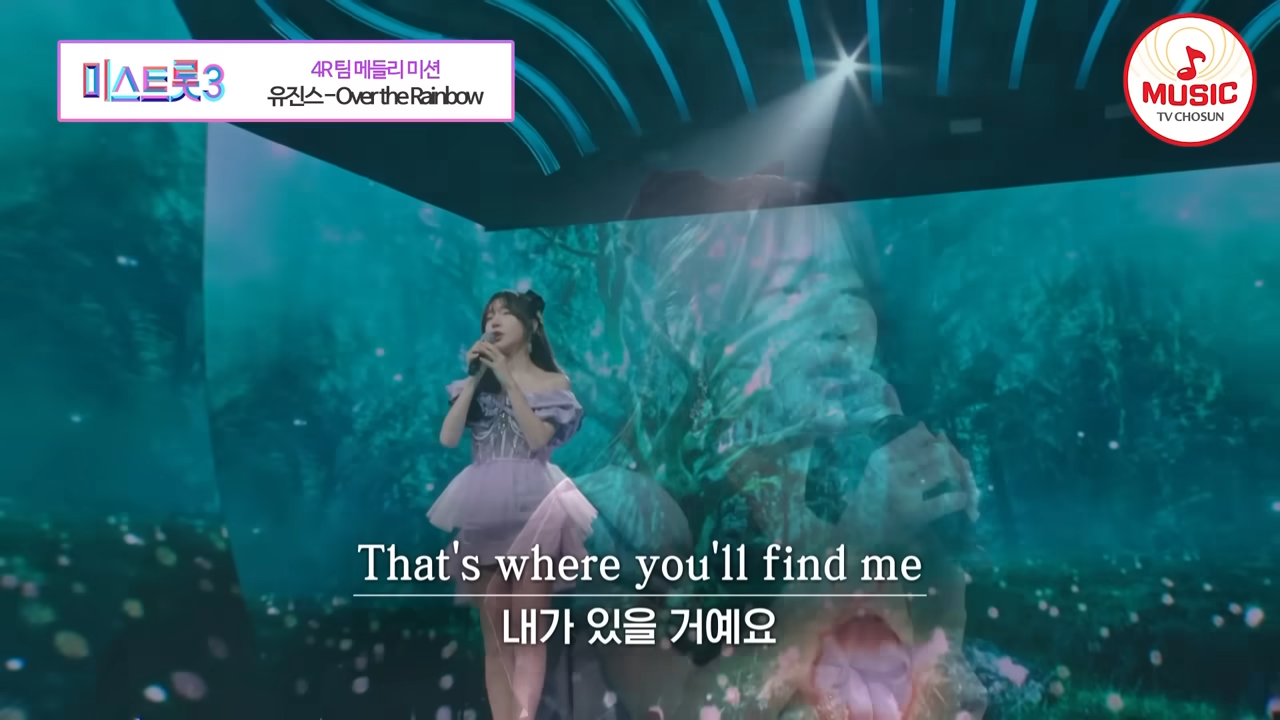 미스트롯3
4R 팀 메들리 미션
유진스 - Over the Rainbow
MUSIC
TV CHOSUN
That's where you'll find me
내가 있을 거예요